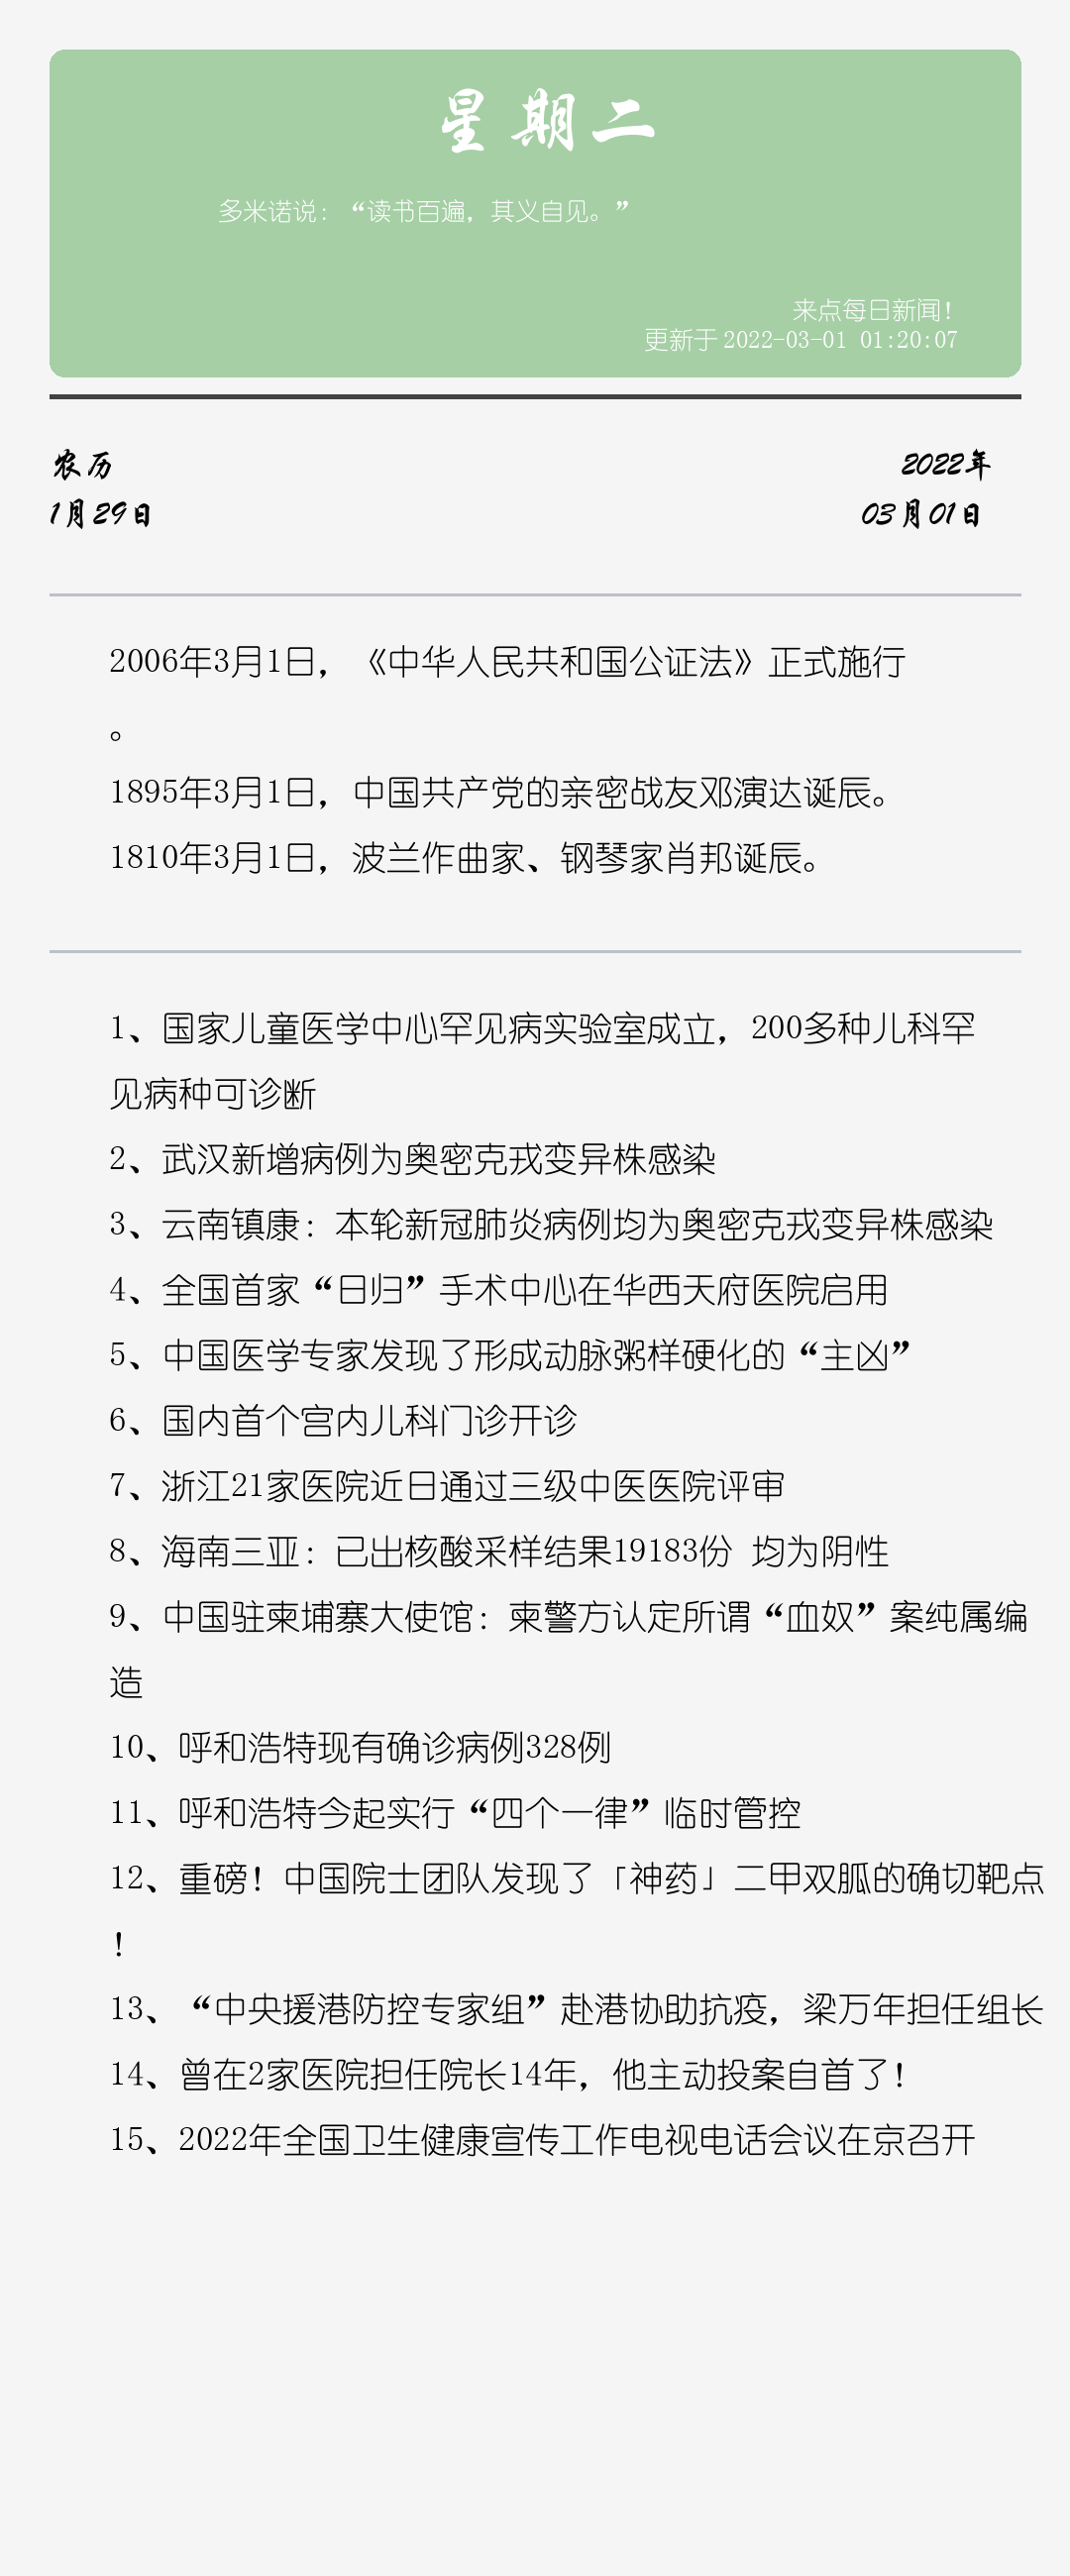 星期二
多米诺说：“读书百遍，其义自见。”
来点每日新闻！
更新于 2022-03-01 01:20:07
农历
2022年
1月29日
03月01日
2006年3月1日，《中华人民共和国公证法》正式施行
。
1895年3月1日，中国共产党的亲密战友邓演达诞辰。
1810年3月1日，波兰作曲家、钢琴家肖邦诞辰。
1、国家儿童医学中心罕见病实验室成立，200多种儿科罕
见病种可诊断
2、武汉新增病例为奥密克戎变异株感染
3、云南镇康：本轮新冠肺炎病例均为奥密克戎变异株感染
4、全国首家“日归”手术中心在华西天府医院启用
5、中国医学专家发现了形成动脉粥样硬化的“主凶”
6、国内首个宫内儿科门诊开诊
7、浙江21家医院近日通过三级中医医院评审
8、海南三亚：已出核酸采样结果19183份 均为阴性
9、中国驻柬埔寨大使馆：柬警方认定所谓“血奴”案纯属编
造
10、呼和浩特现有确诊病例328例
11、呼和浩特今起实行“四个一律”临时管控
12、重磅！中国院士团队发现了「神药」二甲双胍的确切靶点
！
13、“中央援港防控专家组”赴港协助抗疫，梁万年担任组长
14、曾在2家医院担任院长14年，他主动投案自首了！
15、2022年全国卫生健康宣传工作电视电话会议在京召开